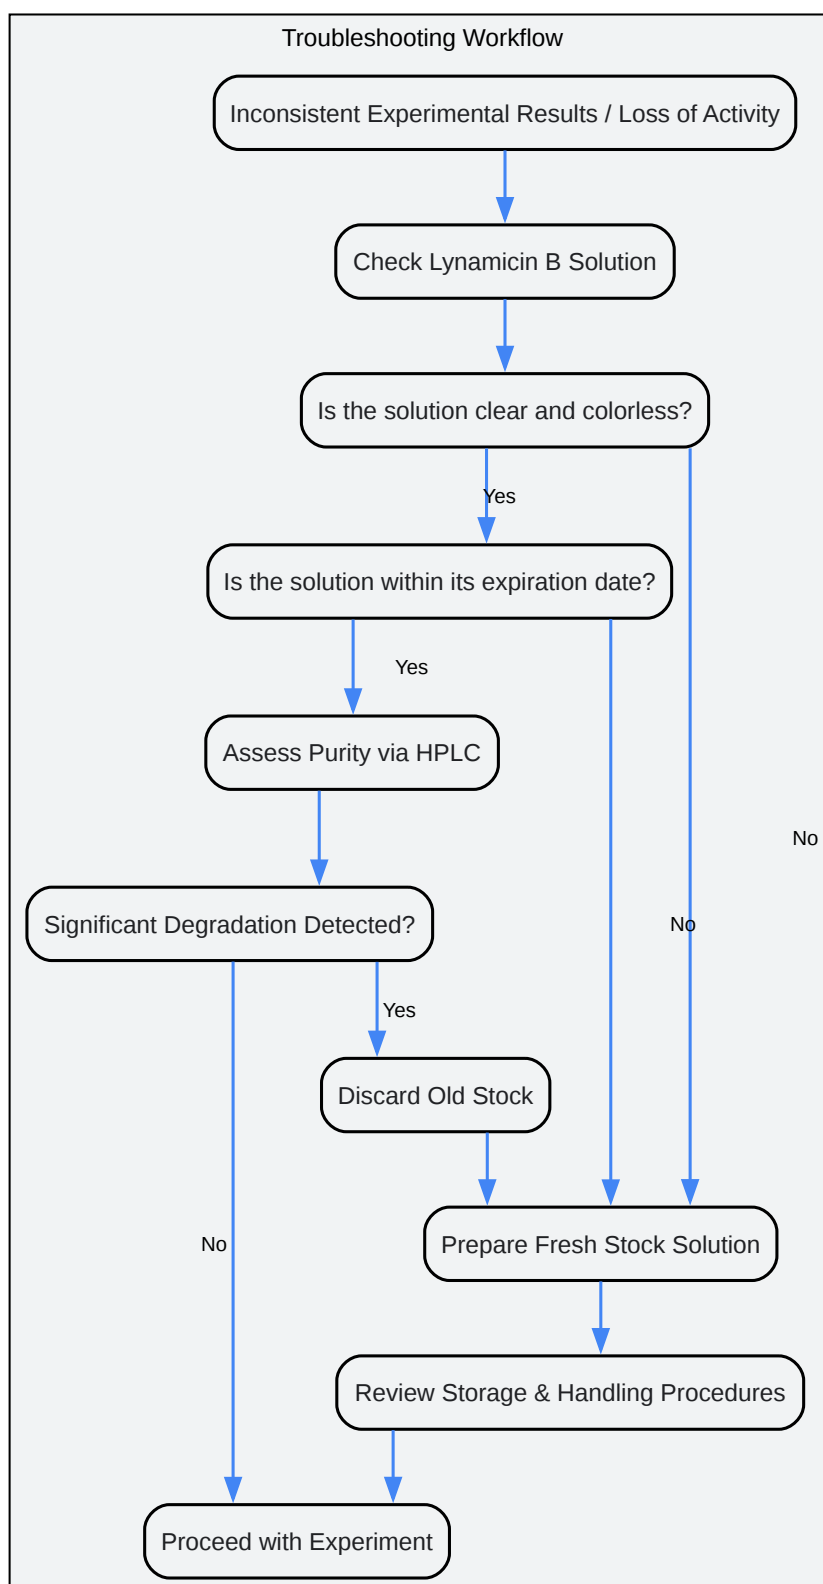 Troubleshooting Workflow
Inconsistent Experimental Results / Loss of Activity
Check Lynamicin B Solution
Is the solution clear and colorless?
Yes
Is the solution within its expiration date?
Yes
Assess Purity via HPLC
No
Significant Degradation Detected?
No
Yes
Discard Old Stock
No
Prepare Fresh Stock Solution
Review Storage & Handling Procedures
Proceed with Experiment